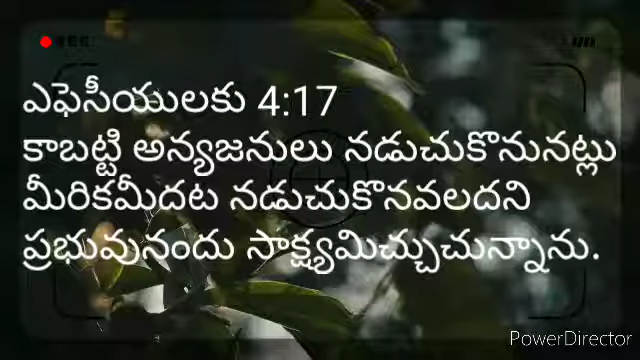 ఎఫెసీయులకు 4:17
కాబట్టి అన్యజనులు నడుచుకొనునట్లు
మీరికమీదట నడుచుకొనవలదని
ప్రభువునందు సాక్ష్యమిచ్చుచున్నాను.
PowerDirector